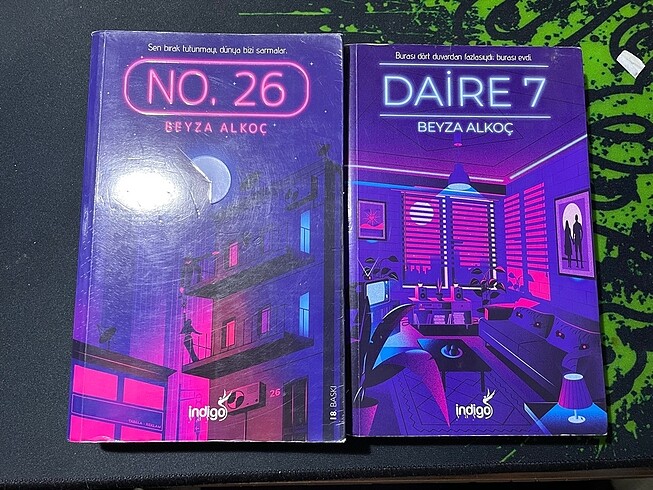 Sen bırak tutunmayı, dünya bizi sarmalar.
NO. 26
BEYZA ALKOÇ
26
indigo
18. BASKI
Burası dört duvardan fazlasıydı; burası evdi.
DAİRE 7
BEYZA ALKOÇ
indigo